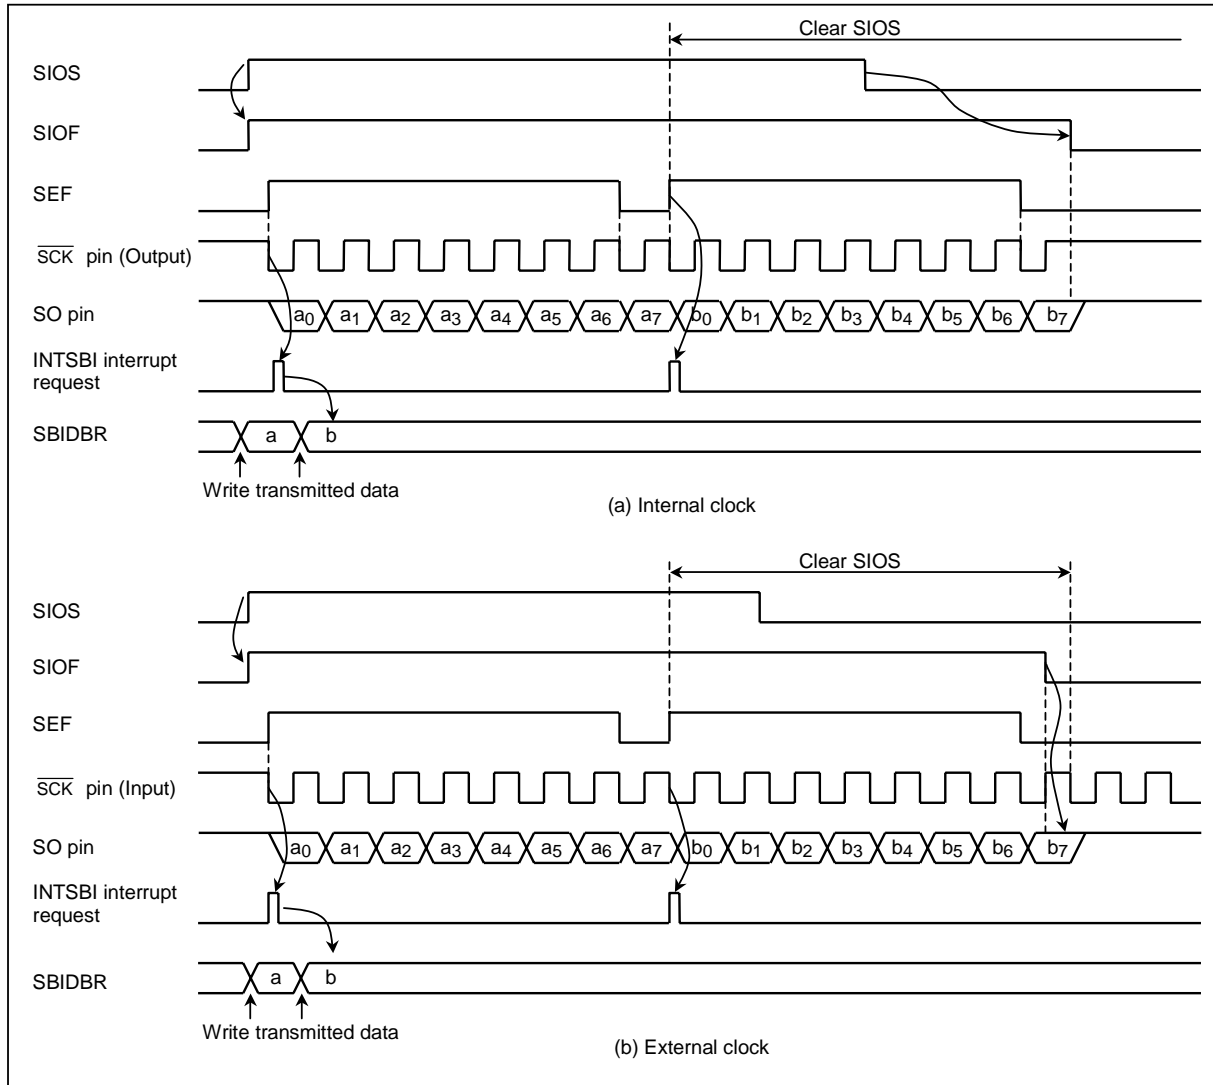 Clear SIOS
SIOS
SIOF
SEF
SCK pin (Output)
SO pin a0 a1 a2 a3 a4 a5 a6 a7 b0 b1 b2 b3 b4 b5 b6 b7
INTSBI interrupt
request
SBIDBR a b
Write transmitted data
(a) Internal clock
Clear SIOS
SIOS
SIOF
SEF
SCK pin (Input)
SO pin a0 a1 a2 a3 a4 a5 a6 a7 b0 b1 b2 b3 b4 b5 b6 b7
INTSBI interrupt
request
SBIDBR a b
Write transmitted data
(b) External clock